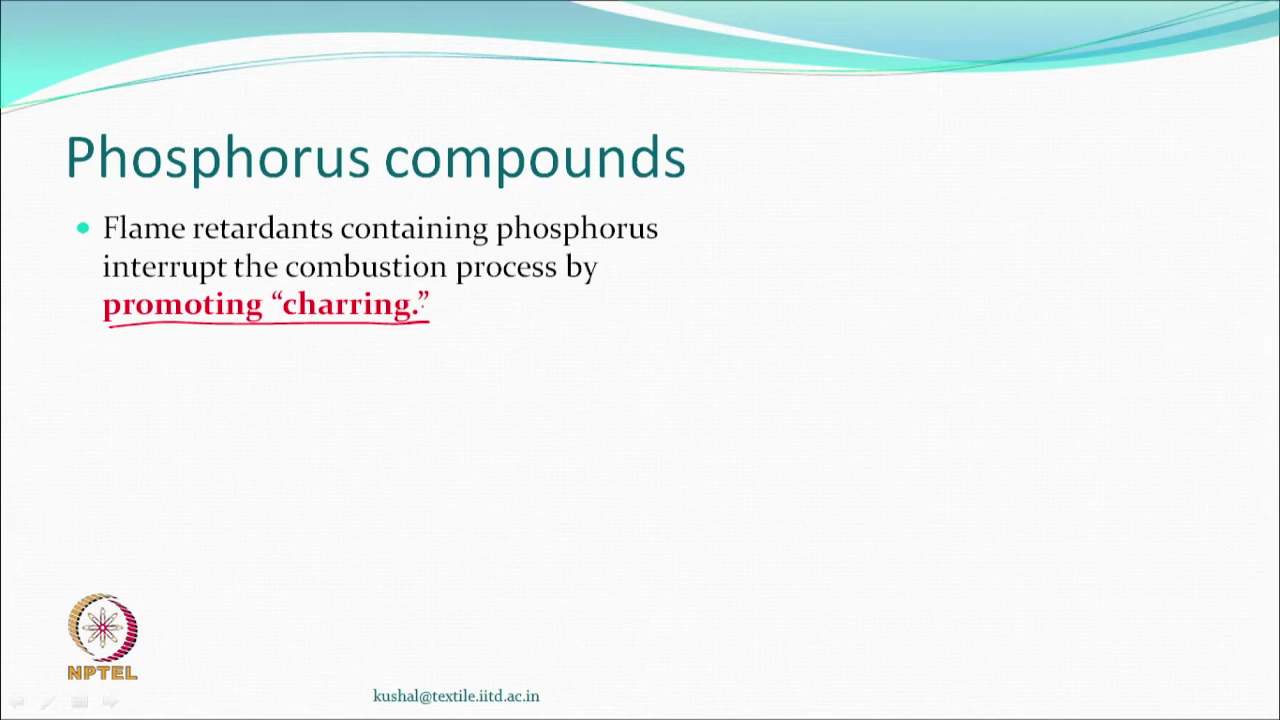 Phosphorus compounds
Flame retardants containing phosphorus
interrupt the combustion process by
promoting “charring.”
NPTEL
kushal@textile.iitd.ac.in